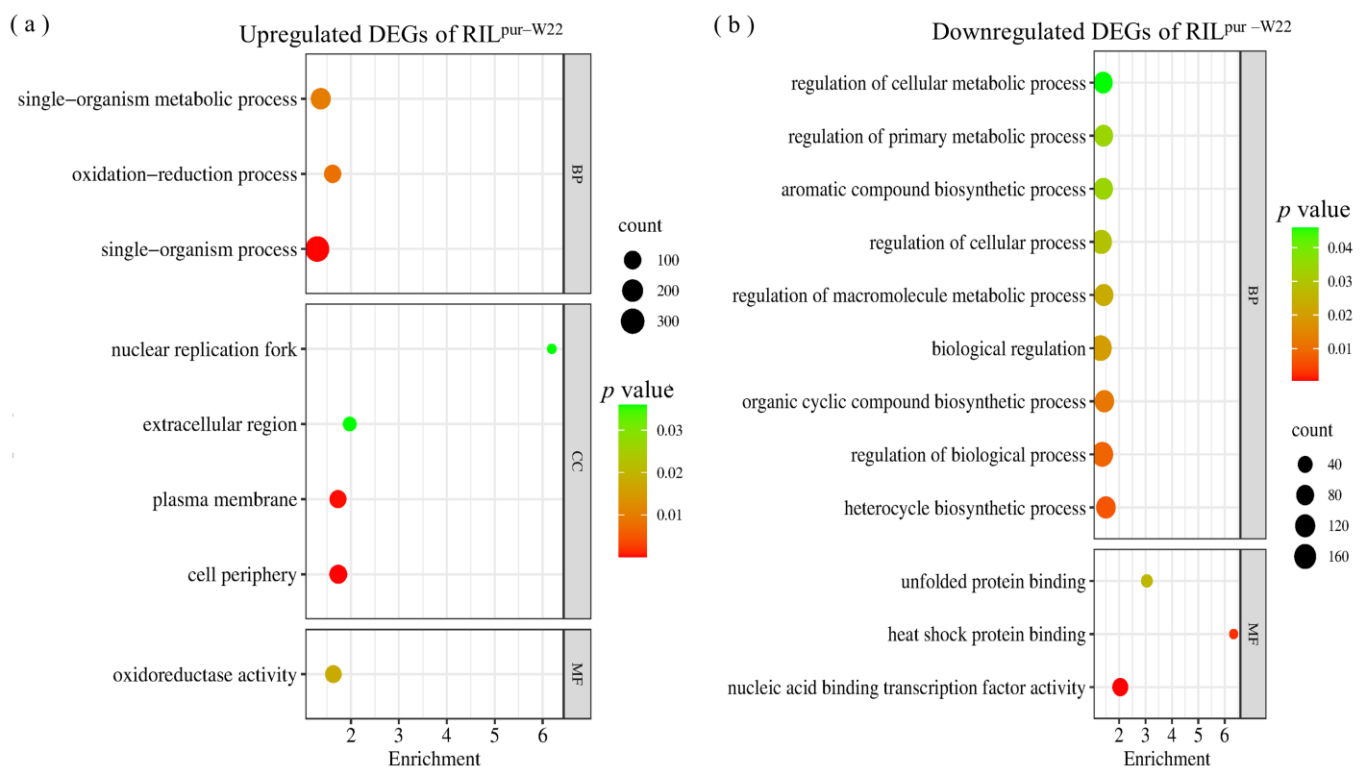 ( a )
Upregulated DEGs of RIL^pur−W22
single−organism metabolic process
oxidation−reduction process
single−organism process
BP
nuclear replication fork
extracellular region
plasma membrane
cell periphery
CC
oxidoreductase activity
MF
2 3 4 5 6
Enrichment
count
100
200
300
p value
0.03
0.02
0.01
( b )
Downregulated DEGs of RIL^pur −W22
regulation of cellular metabolic process
regulation of primary metabolic process
aromatic compound biosynthetic process
regulation of cellular process
regulation of macromolecule metabolic process
biological regulation
organic cyclic compound biosynthetic process
regulation of biological process
heterocycle biosynthetic process
BP
unfolded protein binding
heat shock protein binding
nucleic acid binding transcription factor activity
MF
2 3 4 5 6
Enrichment
p value
0.04
0.03
0.02
0.01
count
40
80
120
160